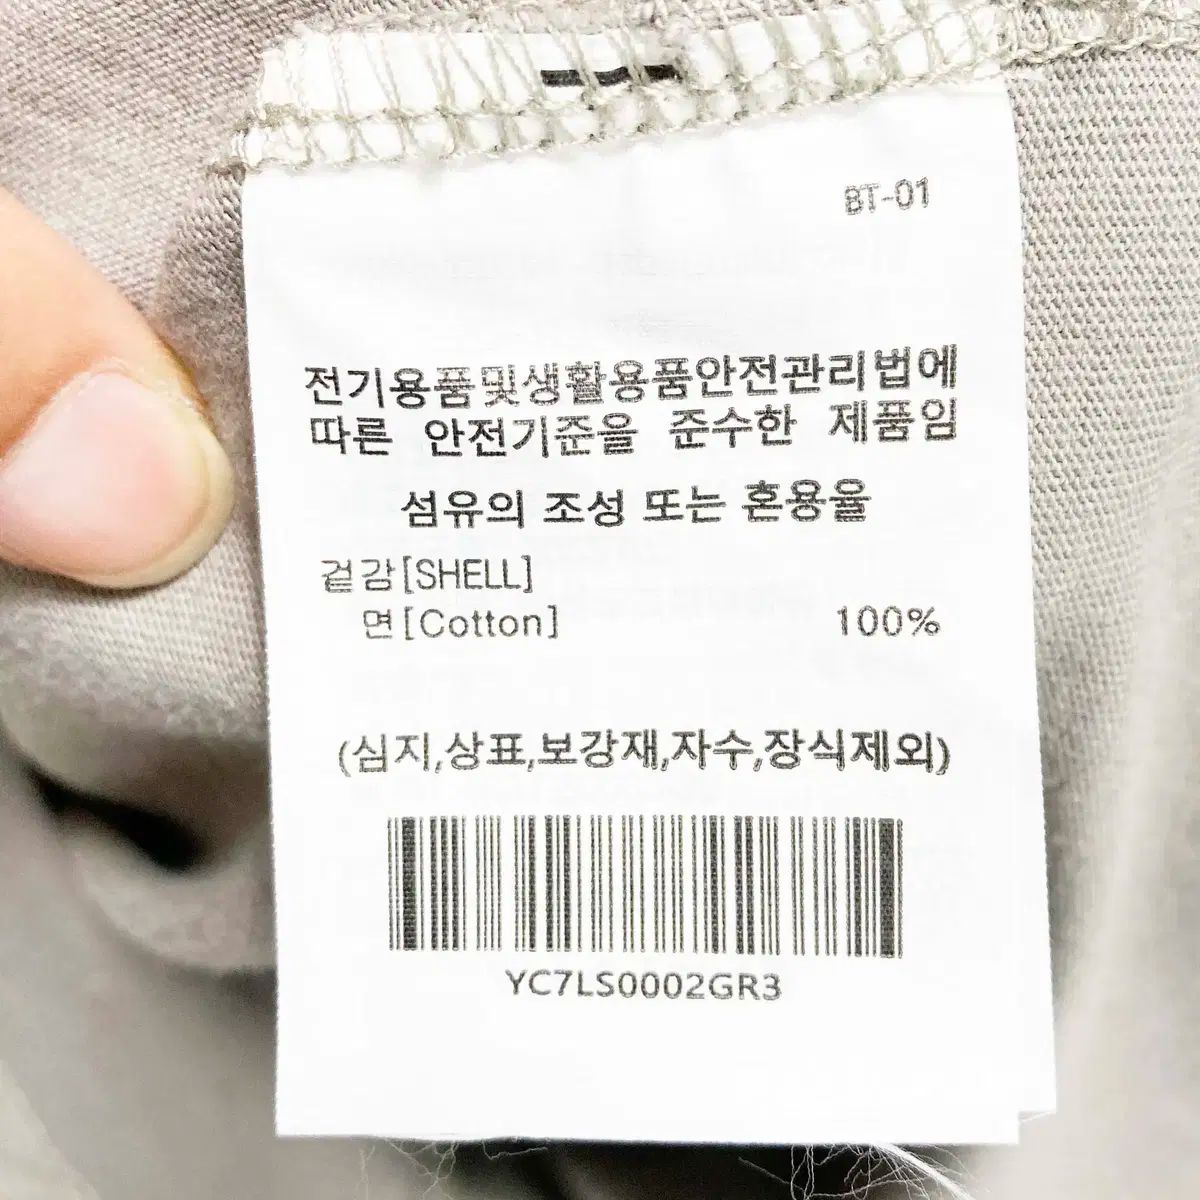 BT-01
전기용품및생활용품안전관리법에
따른 안전기준을 준수한 제품임
섬유의 조성 또는 혼용율
겉감[SHELL]
면[Cotton] 100%
(심지,상표,보강재,자수,장식제외)
YC7LS0002GR3